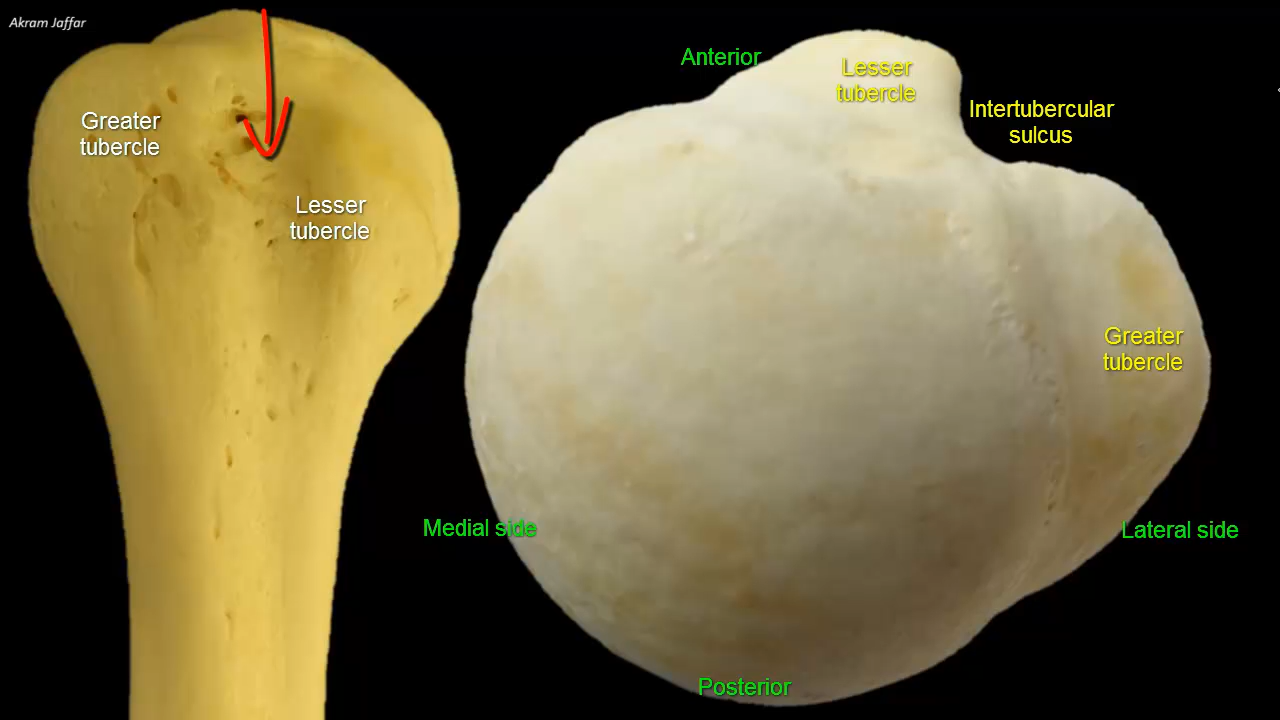 Akram Jaffar
Greater
tubercle
Lesser
tubercle
Anterior
Lesser
tubercle
Intertubercular
sulcus
Greater
tubercle
Medial side
Lateral side
Posterior